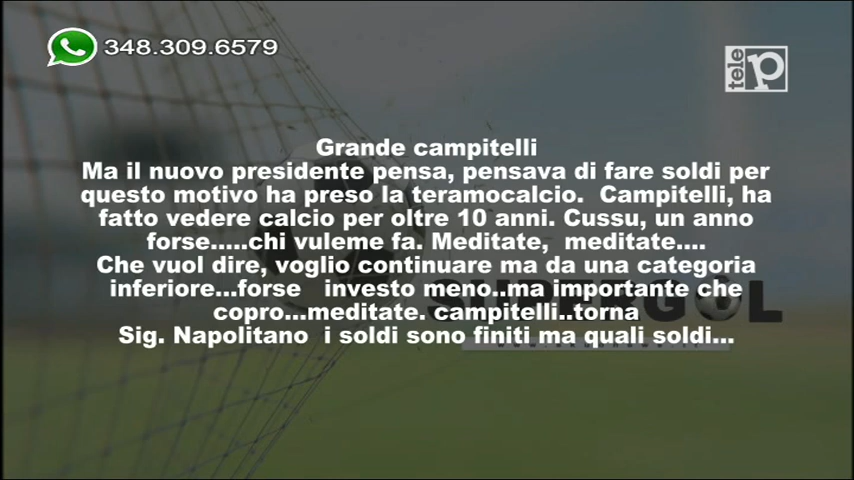 348.309.6579
tele p
Grande campitelli
Ma il nuovo presidente pensa, pensava di fare soldi per
questo motivo ha preso la teramocalcio.  Campitelli, ha
fatto vedere calcio per oltre 10 anni. Cussu, un anno
forse.....chi vuleme fa. Meditate,  meditate....
Che vuol dire, voglio continuare ma da una categoria
inferiore...forse   investo meno..ma importante che
copro...meditate. campitelli..torna
SUPERGOL
Sig. Napolitano  i soldi sono finiti ma quali soldi...